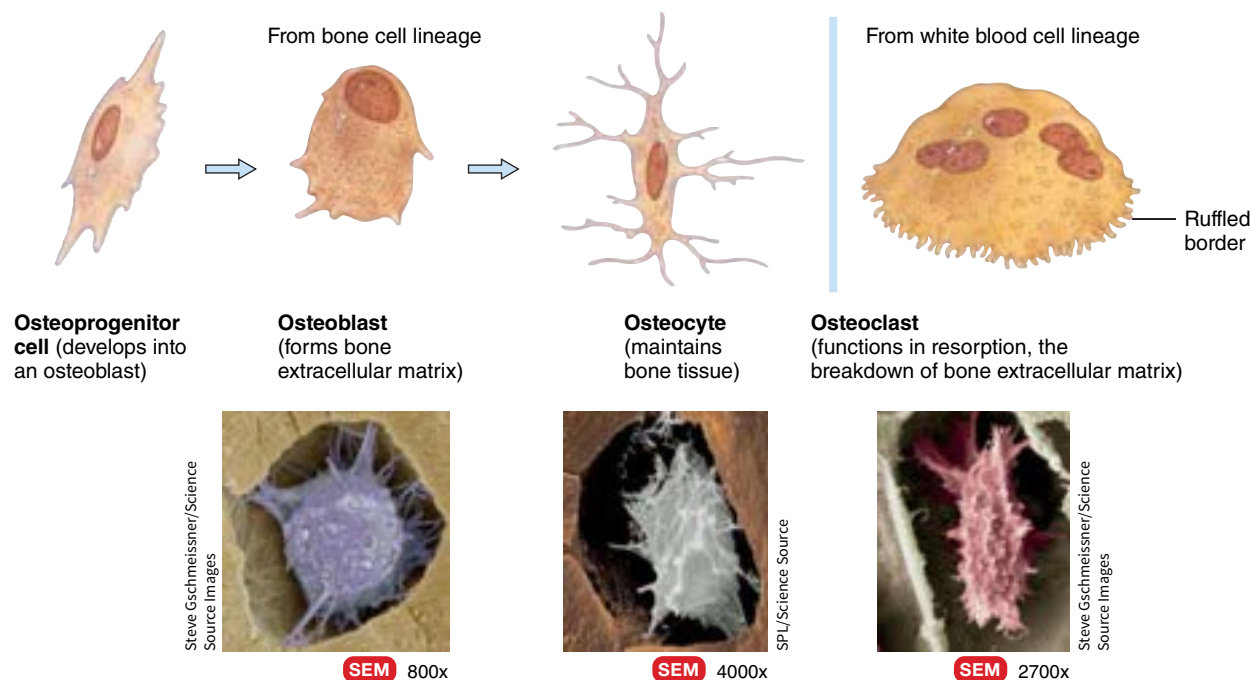 From bone cell lineage
From white blood cell lineage
Ruffled
border
Osteoprogenitor
cell (develops into
an osteoblast)
Osteoblast
(forms bone
extracellular matrix)
Osteocyte
(maintains
bone tissue)
Osteoclast
(functions in resorption, the
breakdown of bone extracellular matrix)
Steve Gschmeissner/Science
Source Images
SEM 800x
SPL/Science Source
SEM 4000x
Steve Gschmeissner/Science
Source Images
SEM 2700x